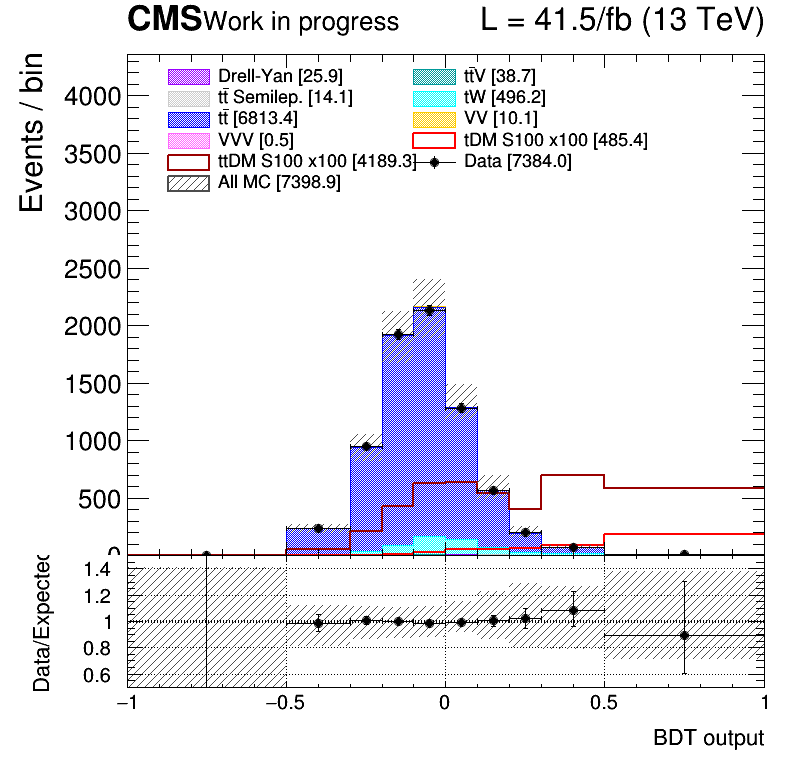 CMS Work in progress L = 41.5/fb (13 TeV)
Drell-Yan [25.9] tt̄V [38.7]
tt̄ Semilep. [14.1] tW [496.2]
tt̄ [6813.4] VV [10.1]
VVV [0.5] tDM S100 x100 [485.4]
ttDM S100 x100 [4189.3] Data [7384.0]
All MC [7398.9]
Events / bin
4000
3500
3000
2500
2000
1500
1000
500
0
Data/Expected
1.4
1.2
1
0.8
0.6
−1 −0.5 0 0.5 1
BDT output